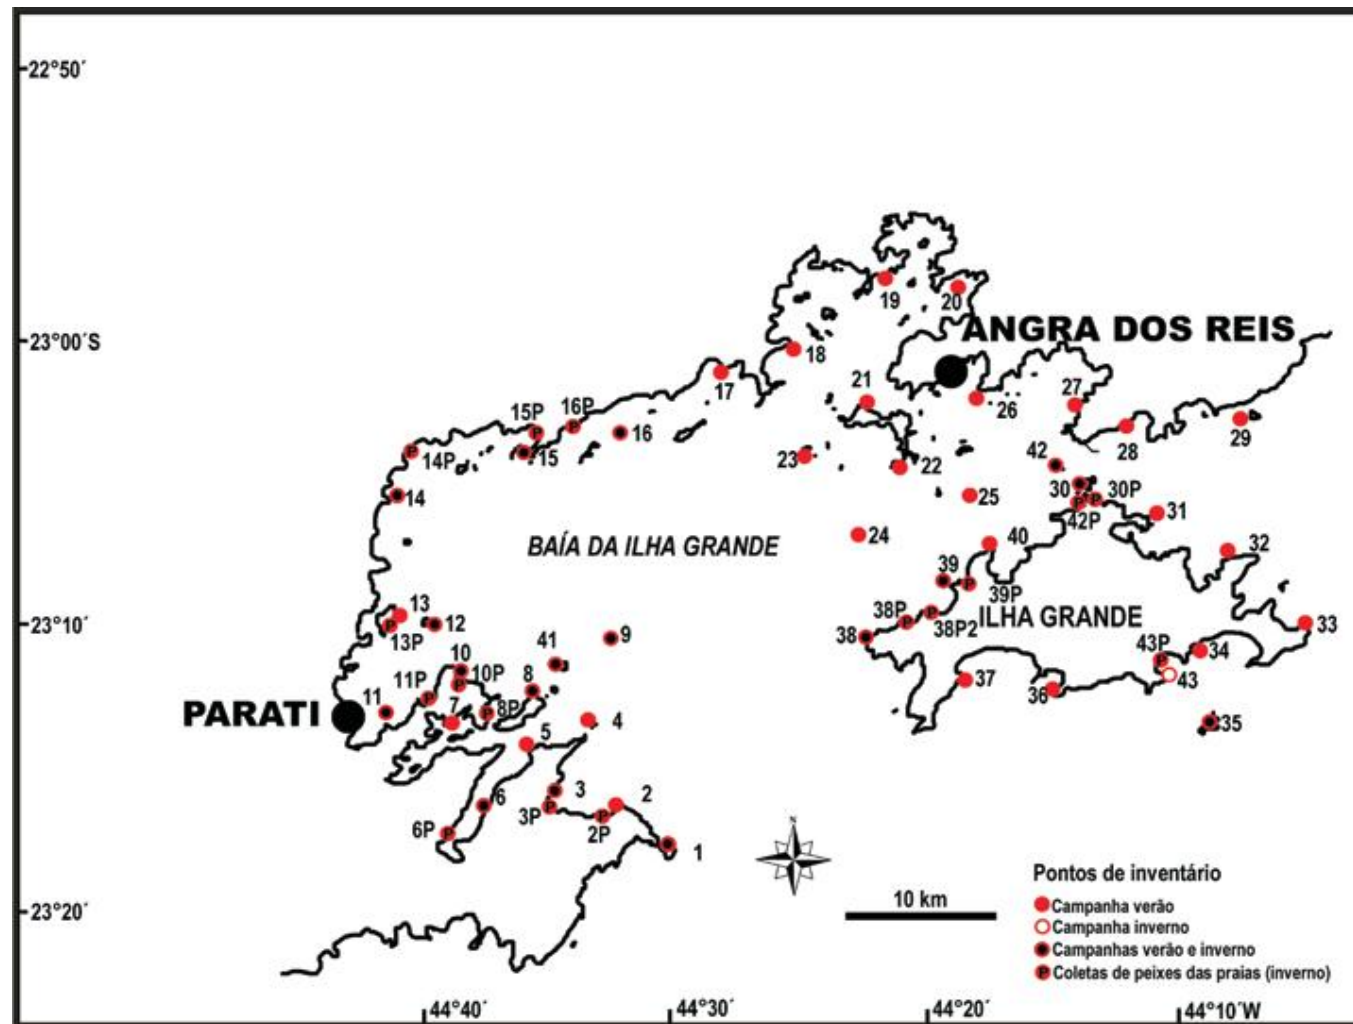 22°50´
19
20
ANGRA DOS REIS
23°00´S
18
17
21
26
27
15P
16P
16
28
29
14P
15
23
22
42
30
30P
14
25
42P
31
BAÍA DA ILHA GRANDE
24
40
32
39
39P
13
38P
38P2
ILHA GRANDE
23°10´
13P
12
9
38
33
41
43P
34
10
10P
8
37
36
43
11P
11
7
8P
4
35
PARATI
5
3
2
6
3P
2P
6P
1
N
Pontos de inventário
10 km
Campanha verão
Campanha inverno
23°20´
Campanhas verão e inverno
P Coletas de peixes das praias (inverno)
44°40´
44°30´
44°20´
44°10´W